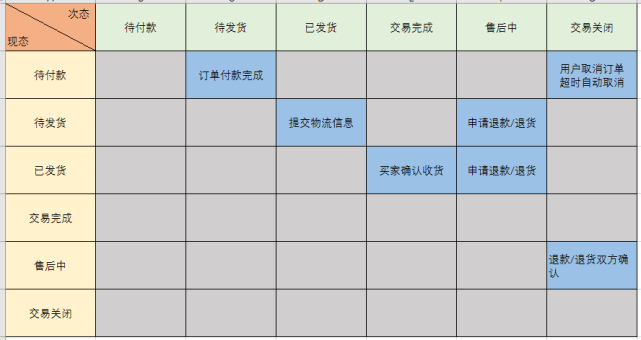 次态
现态
待付款
待发货
已发货
交易完成
售后中
交易关闭
待付款
订单付款完成
用户取消订单
超时自动取消
待发货
提交物流信息
申请退款/退货
已发货
买家确认收货
申请退款/退货
交易完成
售后中
退款/退货双方确
认
交易关闭